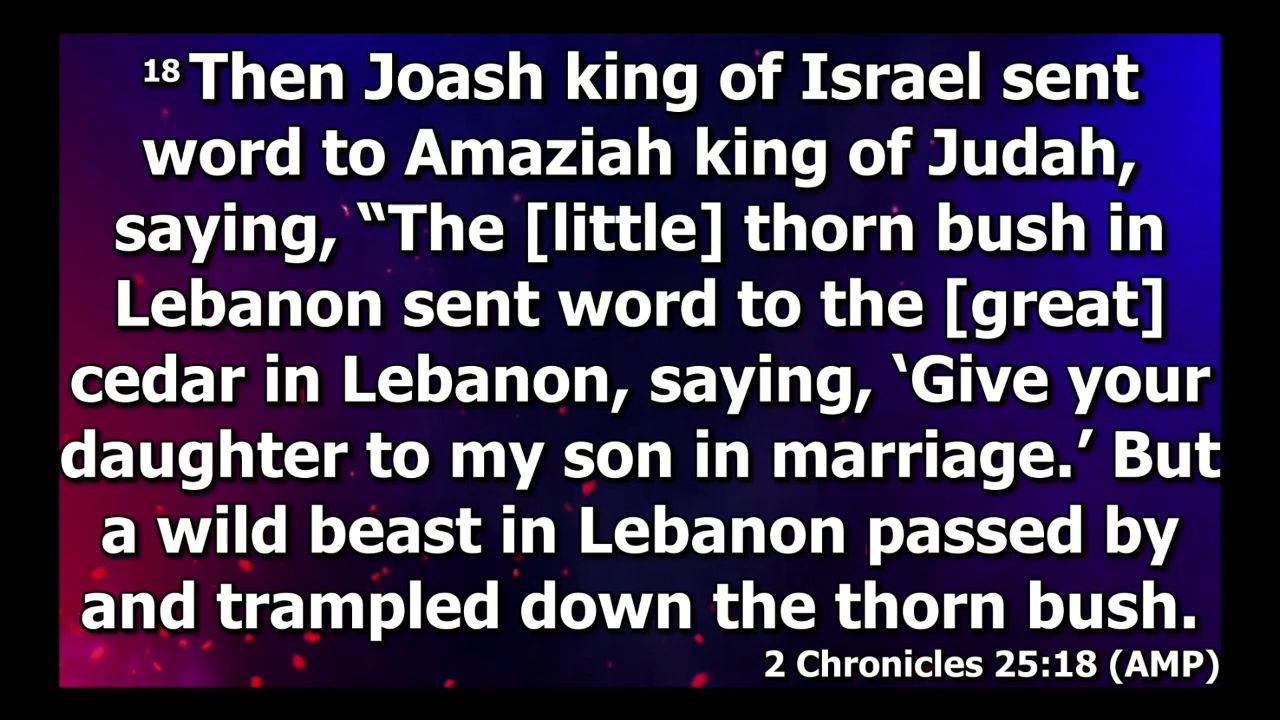 18 Then Joash king of Israel sent
word to Amaziah king of Judah,
saying, “The [little] thorn bush in
Lebanon sent word to the [great]
cedar in Lebanon, saying, ‘Give your
daughter to my son in marriage.’ But
a wild beast in Lebanon passed by
and trampled down the thorn bush.
2 Chronicles 25:18 (AMP)